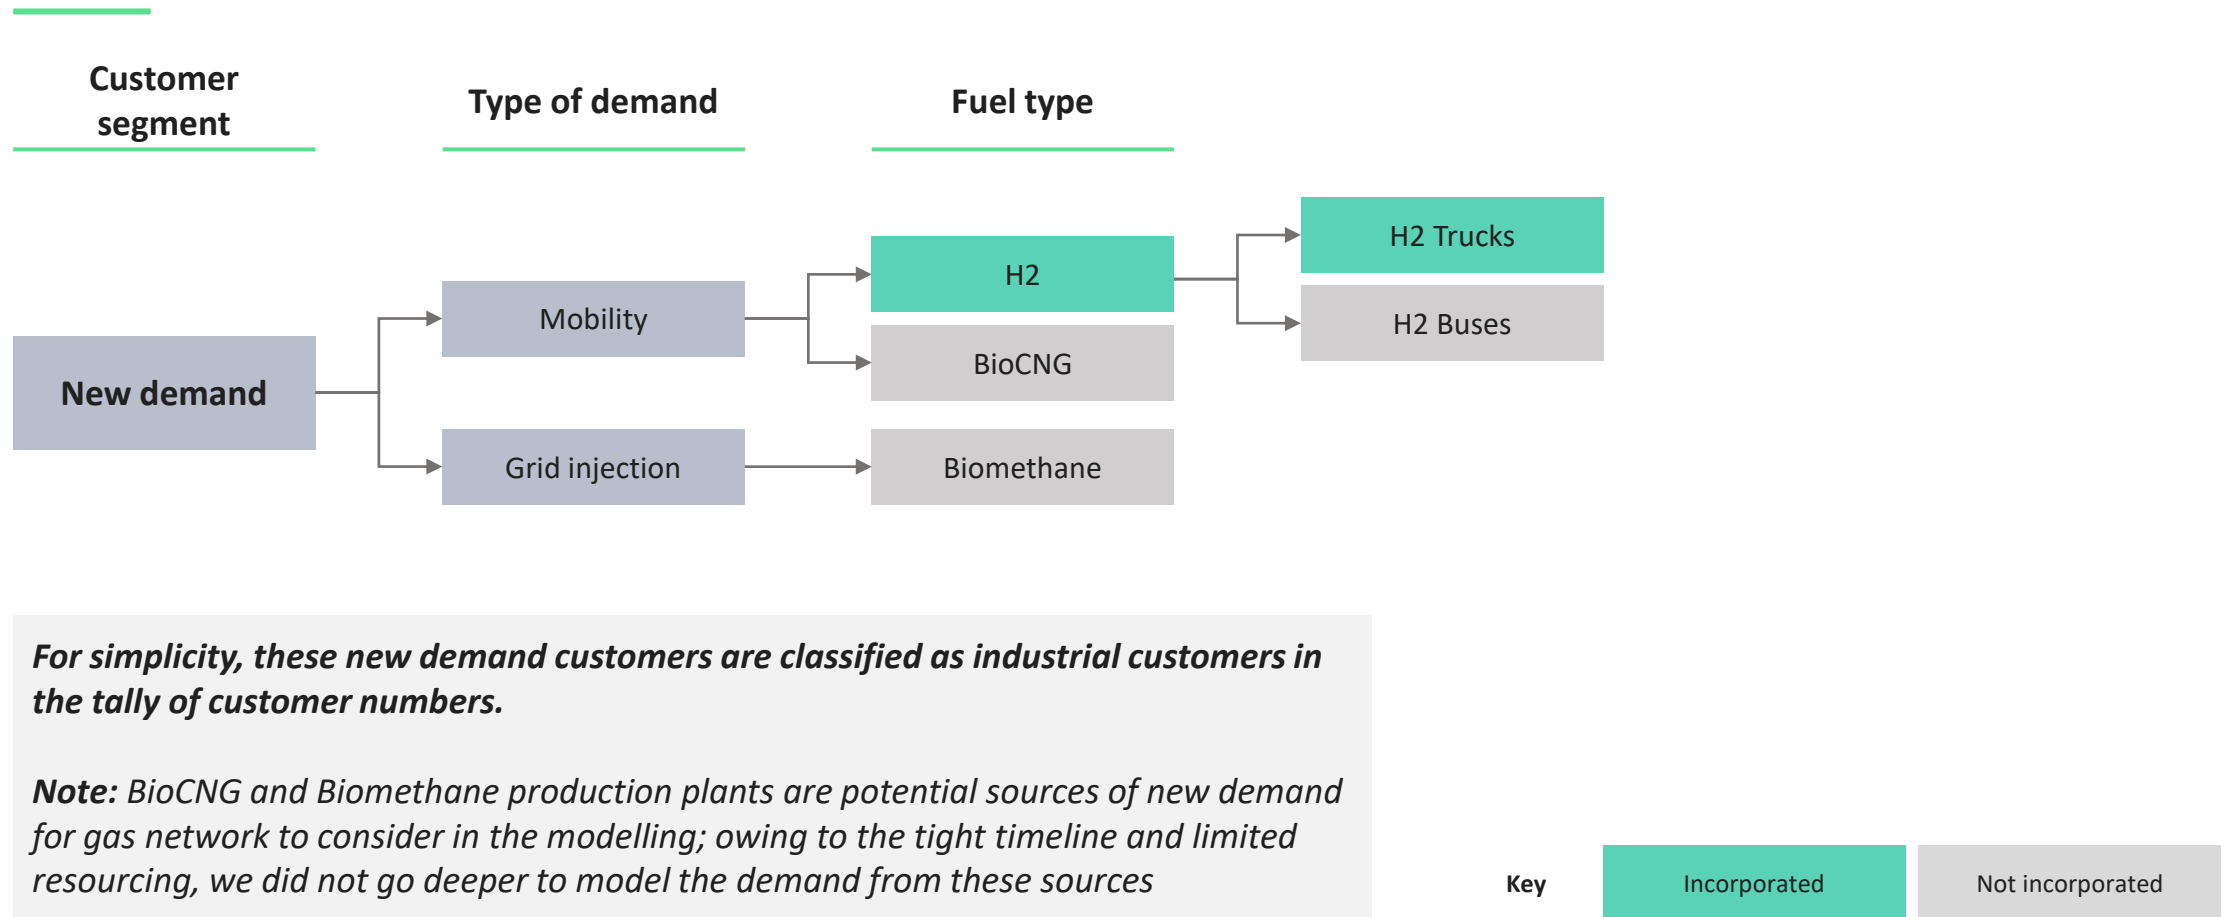 Customer
segment
Type of demand
Fuel type
H2 Trucks
H2
Mobility
H2 Buses
BioCNG
New demand
Grid injection
Biomethane
For simplicity, these new demand customers are classified as industrial customers in
the tally of customer numbers.
Note: BioCNG and Biomethane production plants are potential sources of new demand
for gas network to consider in the modelling; owing to the tight timeline and limited
resourcing, we did not go deeper to model the demand from these sources
Key
Incorporated
Not incorporated